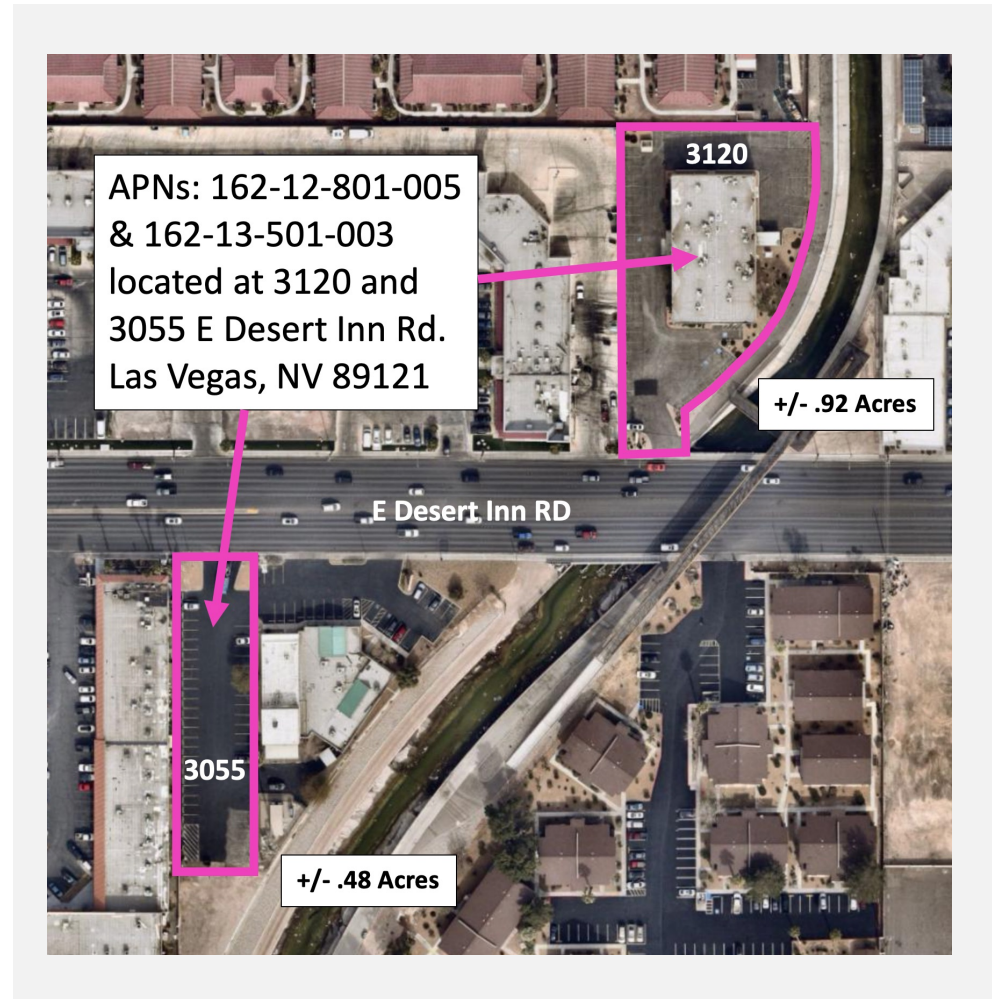 3120
APNs: 162-12-801-005
& 162-13-501-003
located at 3120 and
3055 E Desert Inn Rd.
Las Vegas, NV 89121
+/- .92 Acres
E Desert Inn RD
3055
+/- .48 Acres